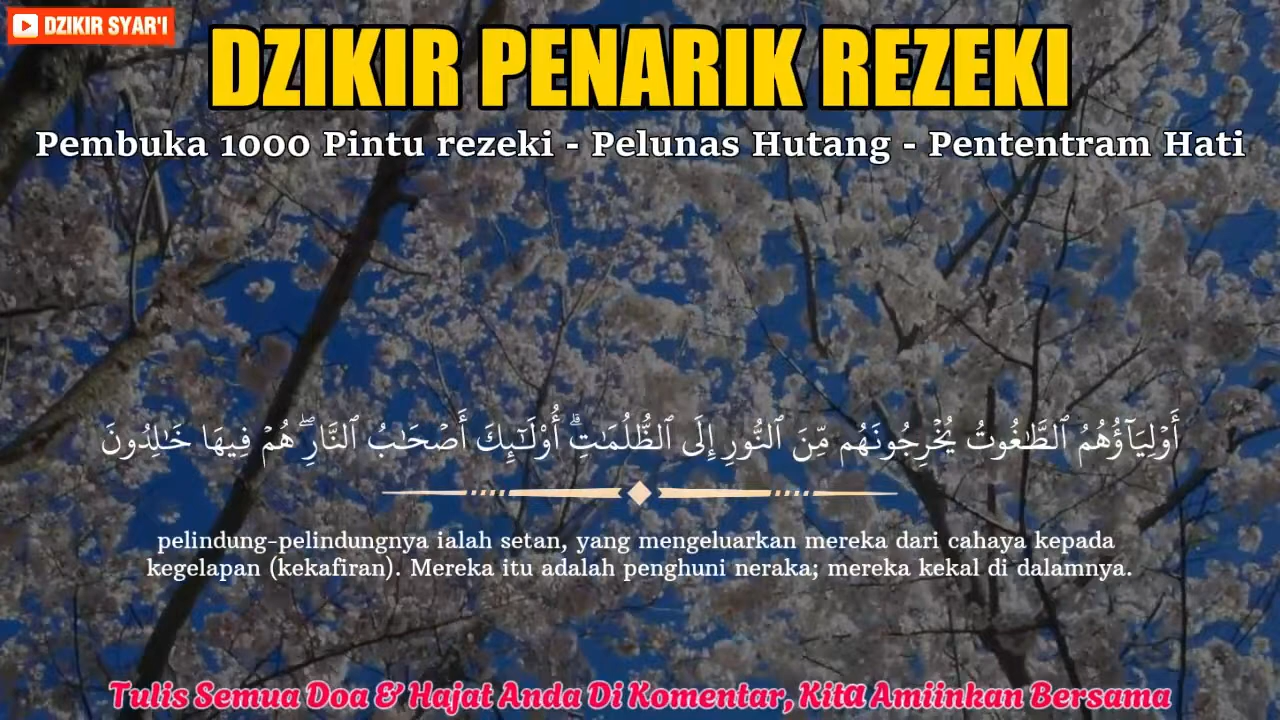 DZIKIR SYAR'I
DZIKIR PENARIK REZEKI
Pembuka 1000 Pintu rezeki - Pelunas Hutang - Pententram Hati
أَوْلِيَآؤُهُمُ ٱلطَّـٰغُوتُ يُخْرِجُونَهُم مِّنَ ٱلنُّورِ إِلَى ٱلظُّلُمَـٰتِ ۗ أُو۟لَـٰٓئِكَ أَصْحَـٰبُ ٱلنَّارِ ۖ هُمْ فِيهَا خَـٰلِدُونَ
pelindung-pelindungnya ialah setan, yang mengeluarkan mereka dari cahaya kepada
kegelapan (kekafiran). Mereka itu adalah penghuni neraka; mereka kekal di dalamnya.
Tulis Semua Doa & Hajat Anda Di Komentar, Kita Amiinkan Bersama